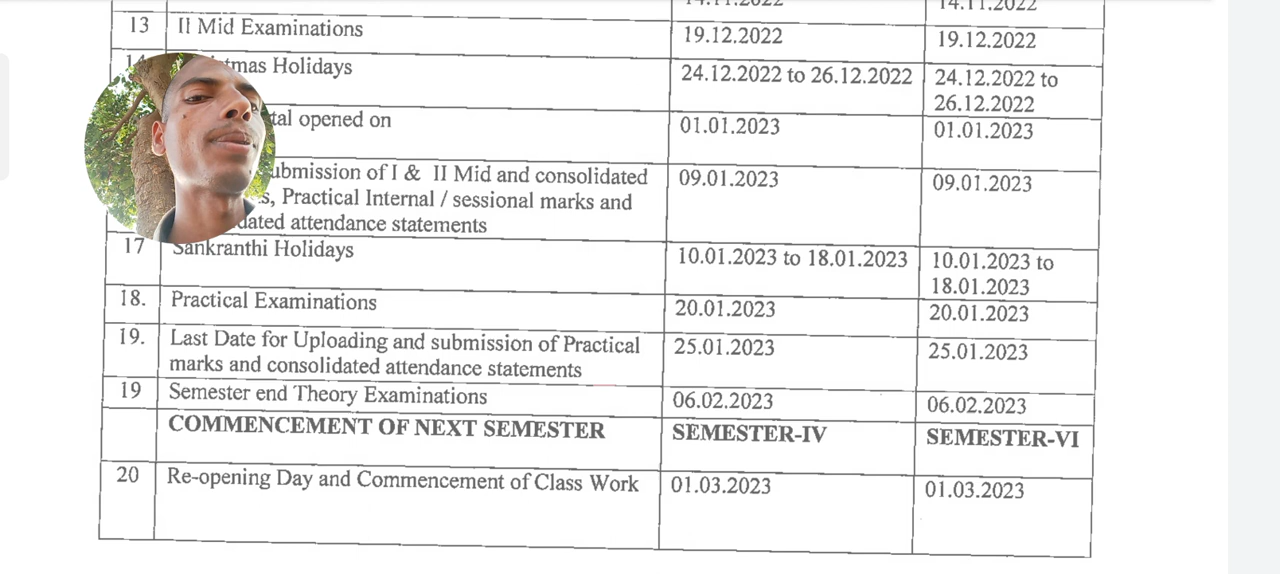 14.11.2022
13 II Mid Examinations 19.12.2022 19.12.2022
Holidays 24.12.2022 to 26.12.2022 24.12.2022 to
26.12.2022
opened on 01.01.2023 01.01.2023
of I & II Mid and consolidated 09.01.2023 09.01.2023
Practical Internal / sessional marks and
attendance statements
17 Sankranthi Holidays 10.01.2023 to 18.01.2023 10.01.2023 to
18.01.2023
18. Practical Examinations 20.01.2023 20.01.2023
19. Last Date for Uploading and submission of Practical 25.01.2023 25.01.2023
marks and consolidated attendance statements
19 Semester end Theory Examinations 06.02.2023 06.02.2023
COMMENCEMENT OF NEXT SEMESTER SEMESTER-IV SEMESTER-VI
20 Re-opening Day and Commencement of Class Work 01.03.2023 01.03.2023